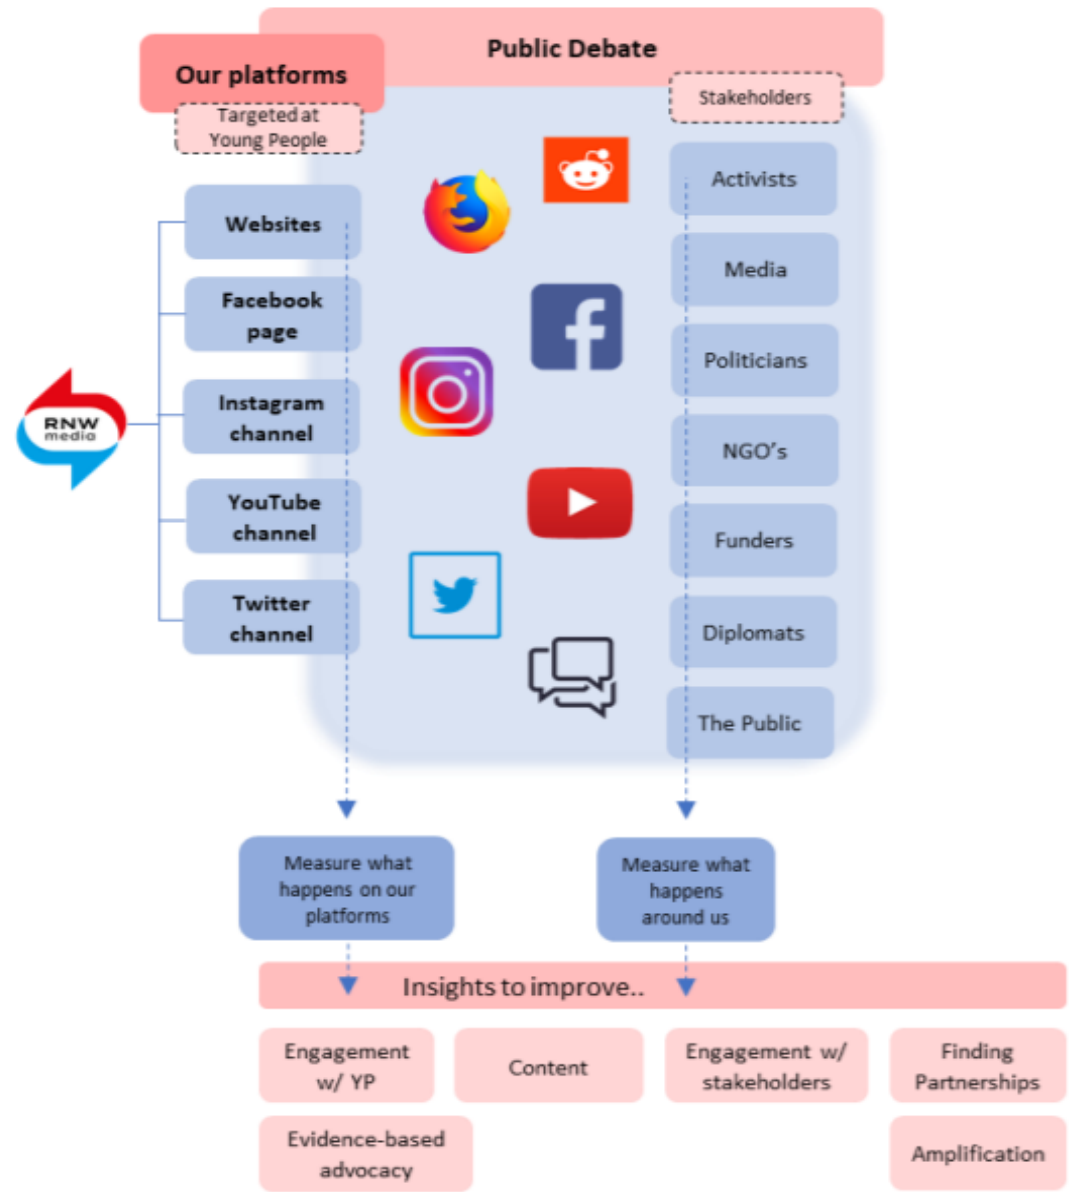 Public Debate
Our platforms
Targeted at
Young People
Stakeholders
Websites
Facebook
page
Instagram
channel
YouTube
channel
Twitter
channel
RNW
media
Activists
Media
Politicians
NGO's
Funders
Diplomats
The Public
Measure what
happens on our
platforms
Measure what
happens
around us
Insights to improve..
Engagement
w/ YP
Content
Engagement w/
stakeholders
Finding
Partnerships
Evidence-based
advocacy
Amplification